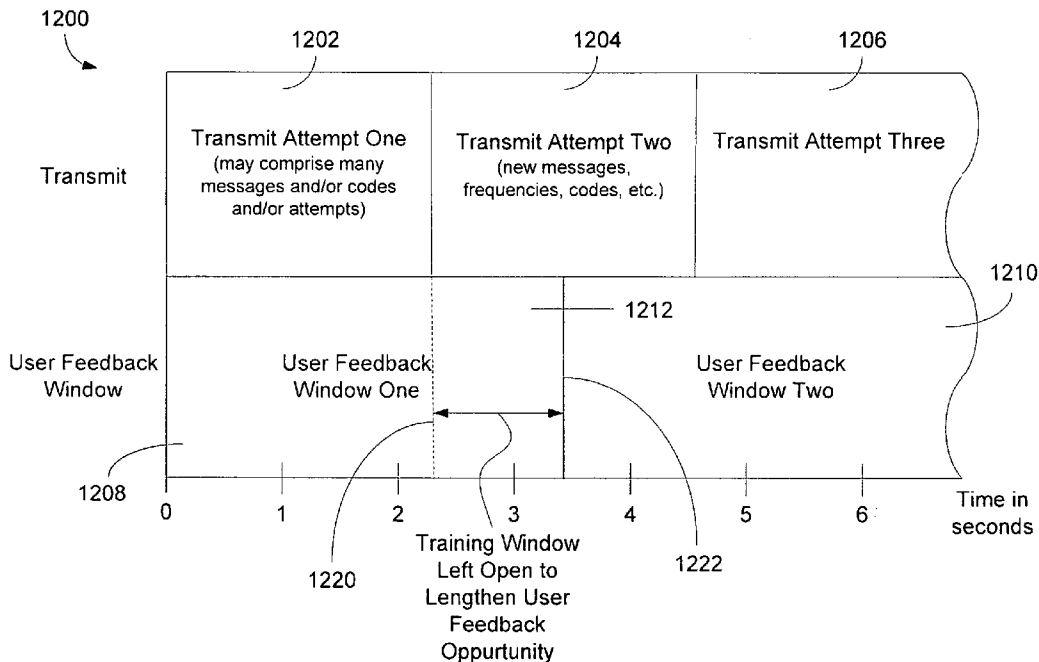 1200
1202
1204
1206
Transmit
Transmit Attempt One
(may comprise many
messages and/or codes
and/or attempts)
Transmit Attempt Two
(new messages,
frequencies, codes, etc.)
Transmit Attempt Three
1210
1212
User Feedback
Window
User Feedback
Window One
User Feedback
Window Two
1208
0
1
2
3
4
5
6
Time in
seconds
1220
Training Window
Left Open to
Lengthen User
Feedback
Oppurtunity
1222